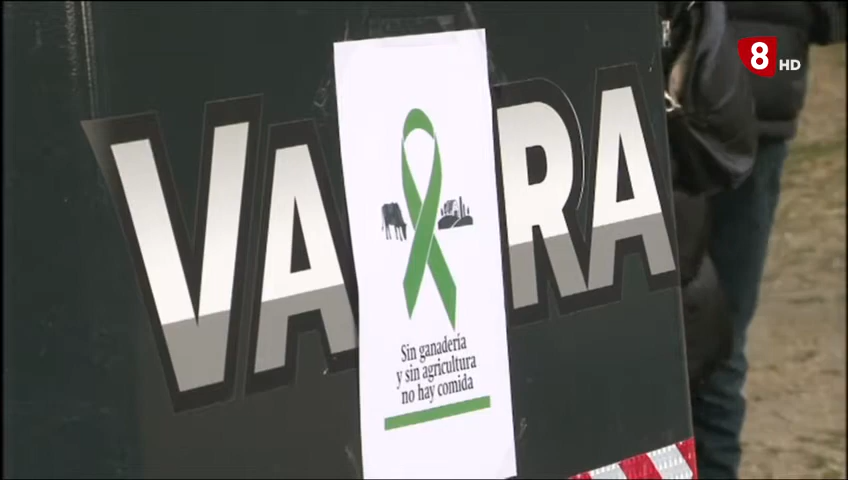 8 HD
VA RA
Sin ganadería
y sin agricultura
no hay comida